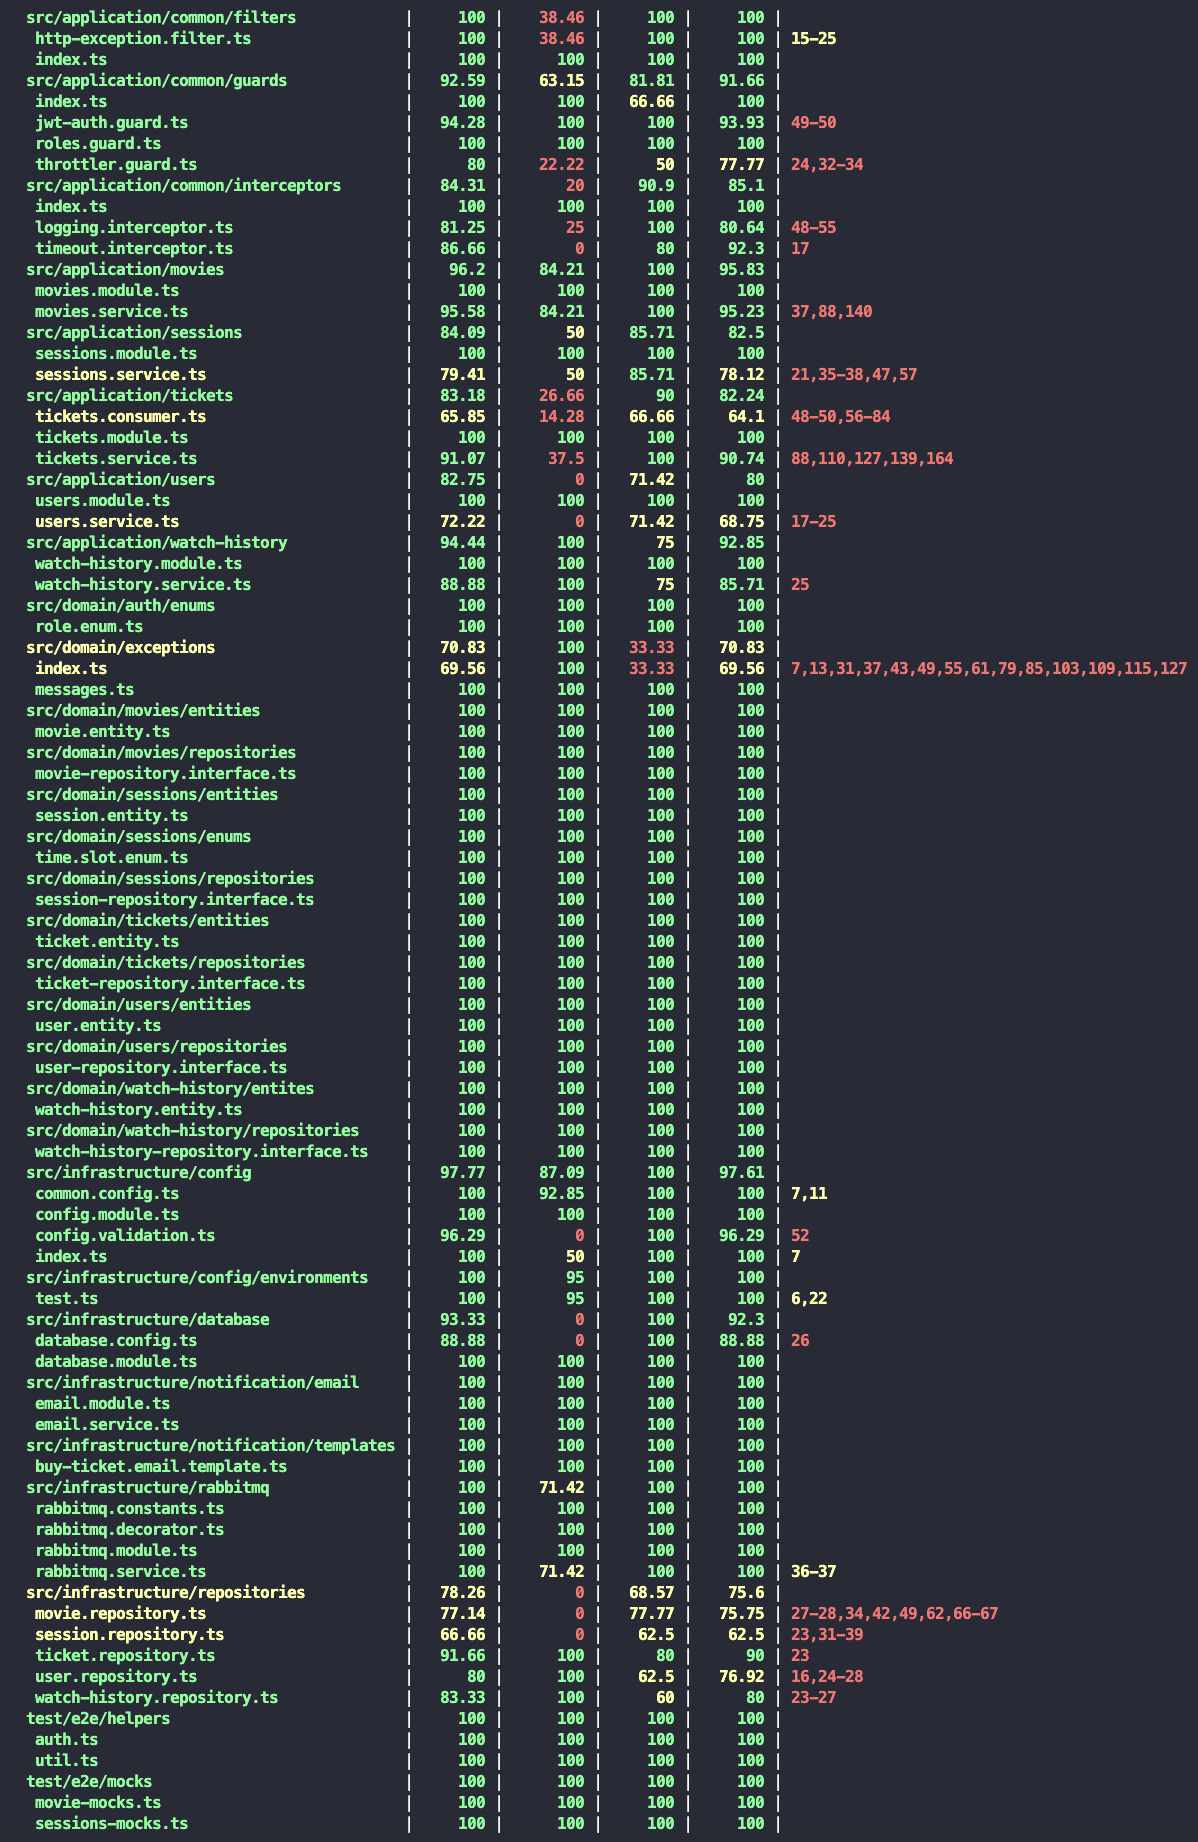 src/application/common/filters | 100 | 38.46 | 100 | 100 |
http-exception.filter.ts | 100 | 38.46 | 100 | 100 | 15-25
index.ts | 100 | 100 | 100 | 100 |
src/application/common/guards | 92.59 | 63.15 | 81.81 | 91.66 |
index.ts | 100 | 100 | 66.66 | 100 |
jwt-auth.guard.ts | 94.28 | 100 | 100 | 93.93 | 49-50
roles.guard.ts | 100 | 100 | 100 | 100 |
throttler.guard.ts | 80 | 22.22 | 50 | 77.77 | 24,32-34
src/application/common/interceptors | 84.31 | 20 | 90.9 | 85.1 |
index.ts | 100 | 100 | 100 | 100 |
logging.interceptor.ts | 81.25 | 25 | 100 | 80.64 | 48-55
timeout.interceptor.ts | 86.66 | 0 | 80 | 92.3 | 17
src/application/movies | 96.2 | 84.21 | 100 | 95.83 |
movies.module.ts | 100 | 100 | 100 | 100 |
movies.service.ts | 95.58 | 84.21 | 100 | 95.23 | 37,88,140
src/application/sessions | 84.09 | 50 | 85.71 | 82.5 |
sessions.module.ts | 100 | 100 | 100 | 100 |
sessions.service.ts | 79.41 | 50 | 85.71 | 78.12 | 21,35-38,47,57
src/application/tickets | 83.18 | 26.66 | 90 | 82.24 |
tickets.consumer.ts | 65.85 | 14.28 | 66.66 | 64.1 | 48-50,56-84
tickets.module.ts | 100 | 100 | 100 | 100 |
tickets.service.ts | 91.07 | 37.5 | 100 | 90.74 | 88,110,127,139,164
src/application/users | 82.75 | 0 | 71.42 | 80 |
users.module.ts | 100 | 100 | 100 | 100 |
users.service.ts | 72.22 | 0 | 71.42 | 68.75 | 17-25
src/application/watch-history | 94.44 | 100 | 75 | 92.85 |
watch-history.module.ts | 100 | 100 | 100 | 100 |
watch-history.service.ts | 88.88 | 100 | 75 | 85.71 | 25
src/domain/auth/enums | 100 | 100 | 100 | 100 |
role.enum.ts | 100 | 100 | 100 | 100 |
src/domain/exceptions | 70.83 | 100 | 33.33 | 70.83 |
index.ts | 69.56 | 100 | 33.33 | 69.56 | 7,13,31,37,43,49,55,61,79,85,103,109,115,127
messages.ts | 100 | 100 | 100 | 100 |
src/domain/movies/entities | 100 | 100 | 100 | 100 |
movie.entity.ts | 100 | 100 | 100 | 100 |
src/domain/movies/repositories | 100 | 100 | 100 | 100 |
movie-repository.interface.ts | 100 | 100 | 100 | 100 |
src/domain/sessions/entities | 100 | 100 | 100 | 100 |
session.entity.ts | 100 | 100 | 100 | 100 |
src/domain/sessions/enums | 100 | 100 | 100 | 100 |
time.slot.enum.ts | 100 | 100 | 100 | 100 |
src/domain/sessions/repositories | 100 | 100 | 100 | 100 |
session-repository.interface.ts | 100 | 100 | 100 | 100 |
src/domain/tickets/entities | 100 | 100 | 100 | 100 |
ticket.entity.ts | 100 | 100 | 100 | 100 |
src/domain/tickets/repositories | 100 | 100 | 100 | 100 |
ticket-repository.interface.ts | 100 | 100 | 100 | 100 |
src/domain/users/entities | 100 | 100 | 100 | 100 |
user.entity.ts | 100 | 100 | 100 | 100 |
src/domain/users/repositories | 100 | 100 | 100 | 100 |
user-repository.interface.ts | 100 | 100 | 100 | 100 |
src/domain/watch-history/entites | 100 | 100 | 100 | 100 |
watch-history.entity.ts | 100 | 100 | 100 | 100 |
src/domain/watch-history/repositories | 100 | 100 | 100 | 100 |
watch-history-repository.interface.ts | 100 | 100 | 100 | 100 |
src/infrastructure/config | 97.77 | 87.09 | 100 | 97.61 |
common.config.ts | 100 | 92.85 | 100 | 100 | 7,11
config.module.ts | 100 | 100 | 100 | 100 |
config.validation.ts | 96.29 | 0 | 100 | 96.29 | 52
index.ts | 100 | 50 | 100 | 100 | 7
src/infrastructure/config/environments | 100 | 95 | 100 | 100 |
test.ts | 100 | 95 | 100 | 100 | 6,22
src/infrastructure/database | 93.33 | 0 | 100 | 92.3 |
database.config.ts | 88.88 | 0 | 100 | 88.88 | 26
database.module.ts | 100 | 100 | 100 | 100 |
src/infrastructure/notification/email | 100 | 100 | 100 | 100 |
email.module.ts | 100 | 100 | 100 | 100 |
email.service.ts | 100 | 100 | 100 | 100 |
src/infrastructure/notification/templates | 100 | 100 | 100 | 100 |
buy-ticket.email.template.ts | 100 | 100 | 100 | 100 |
src/infrastructure/rabbitmq | 100 | 71.42 | 100 | 100 |
rabbitmq.constants.ts | 100 | 100 | 100 | 100 |
rabbitmq.decorator.ts | 100 | 100 | 100 | 100 |
rabbitmq.module.ts | 100 | 100 | 100 | 100 |
rabbitmq.service.ts | 100 | 71.42 | 100 | 100 | 36-37
src/infrastructure/repositories | 78.26 | 0 | 68.57 | 75.6 |
movie.repository.ts | 77.14 | 0 | 77.77 | 75.75 | 27-28,34,42,49,62,66-67
session.repository.ts | 66.66 | 0 | 62.5 | 62.5 | 23,31-39
ticket.repository.ts | 91.66 | 100 | 80 | 90 | 23
user.repository.ts | 80 | 100 | 62.5 | 76.92 | 16,24-28
watch-history.repository.ts | 83.33 | 100 | 60 | 80 | 23-27
test/e2e/helpers | 100 | 100 | 100 | 100 |
auth.ts | 100 | 100 | 100 | 100 |
util.ts | 100 | 100 | 100 | 100 |
test/e2e/mocks | 100 | 100 | 100 | 100 |
movie-mocks.ts | 100 | 100 | 100 | 100 |
sessions-mocks.ts | 100 | 100 | 100 | 100 |